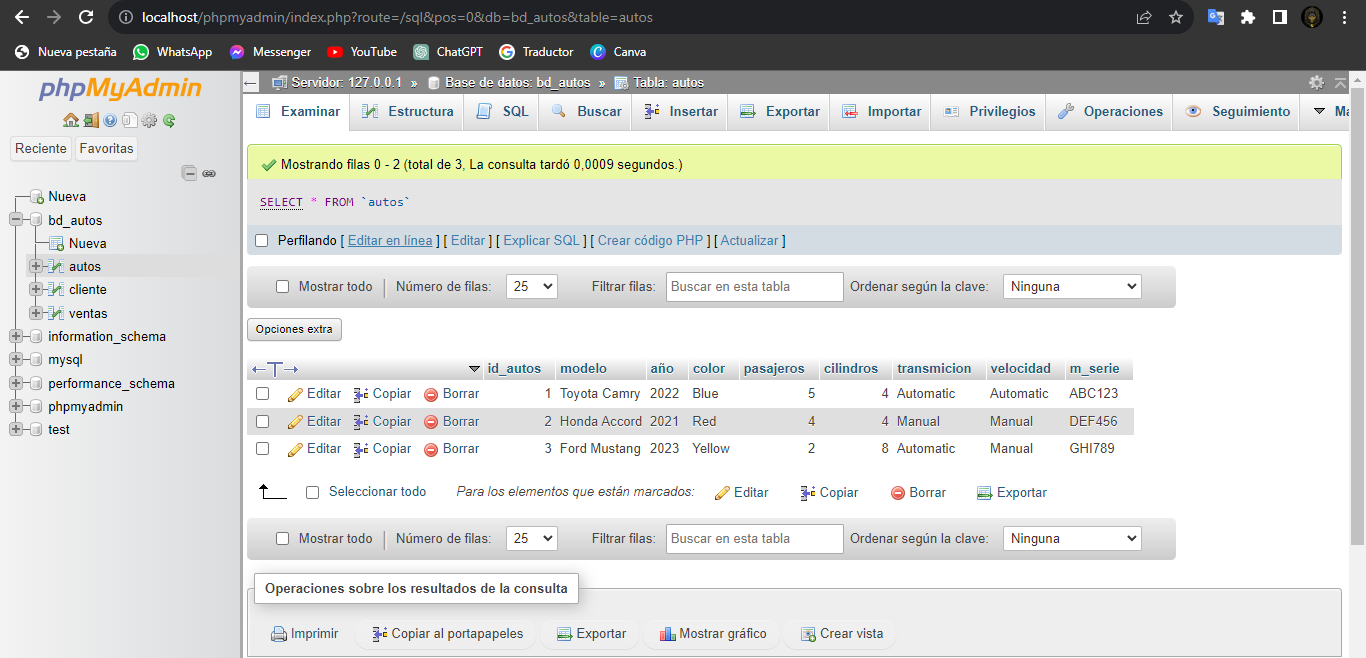 localhost/phpmyadmin/index.php?route=/sql&pos=0&db=bd_autos&table=autos
Nueva pestaña WhatsApp Messenger YouTube ChatGPT Traductor Canva
phpMyAdmin
Reciente Favoritas
Nueva
bd_autos
Nueva
autos
cliente
ventas
information_schema
mysql
performance_schema
phpmyadmin
test
Servidor: 127.0.0.1 » Base de datos: bd_autos » Tabla: autos
Examinar Estructura SQL Buscar Insertar Exportar Importar Privilegios Operaciones Seguimiento Ma
Mostrando filas 0 - 2 (total de 3, La consulta tardó 0,0009 segundos.)
SELECT * FROM `autos`
Perfilando [ Editar en línea ] [ Editar ] [ Explicar SQL ] [ Crear código PHP ] [ Actualizar ]
Mostrar todo | Número de filas: 25 Filtrar filas: Buscar en esta tabla Ordenar según la clave: Ninguna
Opciones extra
←T→ id_autos modelo año color pasajeros cilindros transmicion velocidad m_serie
Editar Copiar Borrar 1 Toyota Camry 2022 Blue 5 4 Automatic Automatic ABC123
Editar Copiar Borrar 2 Honda Accord 2021 Red 4 4 Manual Manual DEF456
Editar Copiar Borrar 3 Ford Mustang 2023 Yellow 2 8 Automatic Manual GHI789
Seleccionar todo Para los elementos que están marcados: Editar Copiar Borrar Exportar
Mostrar todo | Número de filas: 25 Filtrar filas: Buscar en esta tabla Ordenar según la clave: Ninguna
Operaciones sobre los resultados de la consulta
Imprimir Copiar al portapapeles Exportar Mostrar gráfico Crear vista